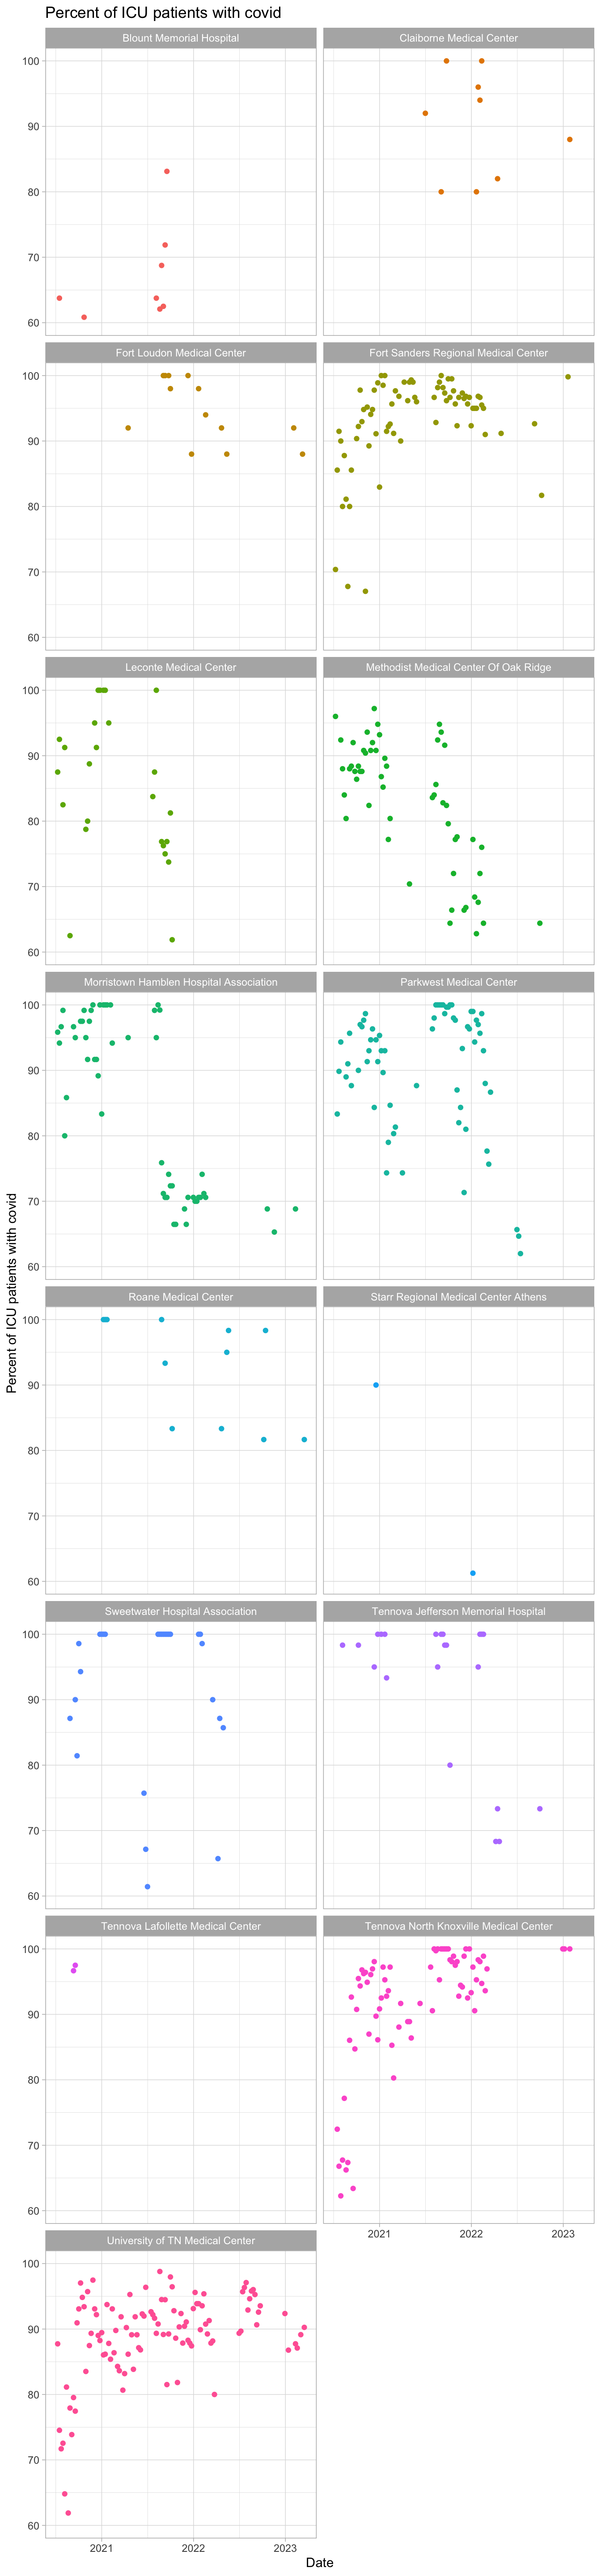 Percent of ICU patients with covid
Blount Memorial Hospital
Claiborne Medical Center
100
90
80
70
60
Fort Loudon Medical Center
Fort Sanders Regional Medical Center
100
90
80
70
60
Leconte Medical Center
Methodist Medical Center Of Oak Ridge
100
90
80
70
60
Morristown Hamblen Hospital Association
Parkwest Medical Center
100
90
80
70
60
Percent of ICU patients witth covid
Roane Medical Center
Starr Regional Medical Center Athens
100
90
80
70
60
Sweetwater Hospital Association
Tennova Jefferson Memorial Hospital
100
90
80
70
60
Tennova Lafollette Medical Center
Tennova North Knoxville Medical Center
100
90
80
70
60
2021
2022
2023
University of TN Medical Center
100
90
80
70
60
2021
2022
2023
Date